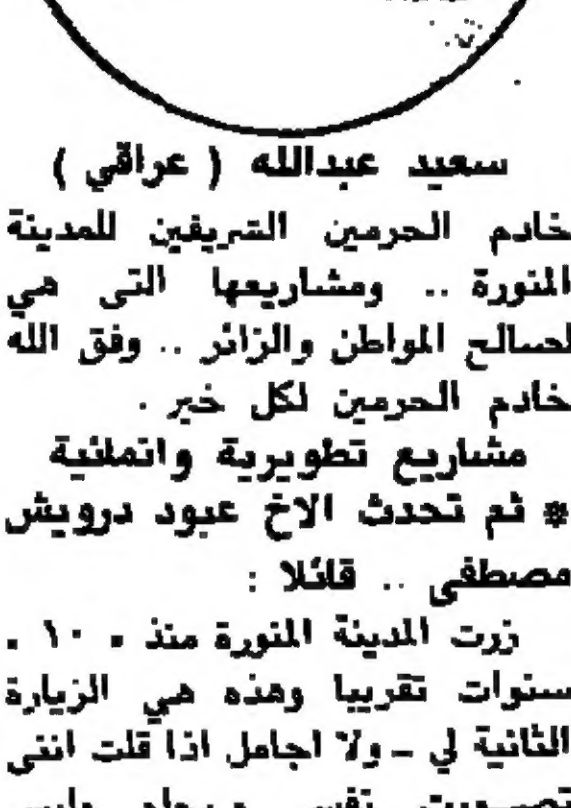 سعيد عبدالله ( عراقي )
خادم الحرمين الشريفين للمدينة
المنورة .. ومشاريعها التى هي
لصالح المواطن والزائر .. وفق الله
خادم الحرمين لكل خير .
مشاريع تطويرية وانمائية
* ثم تحدث الاخ عبود درويش
مصطفى .. قائلا :
زرت المدينة المنورة منذ ، ١٠ ،
سنوات تقريبا وهذه هي الزيارة
الثانية لي - ولا اجامل اذا قلت اننى